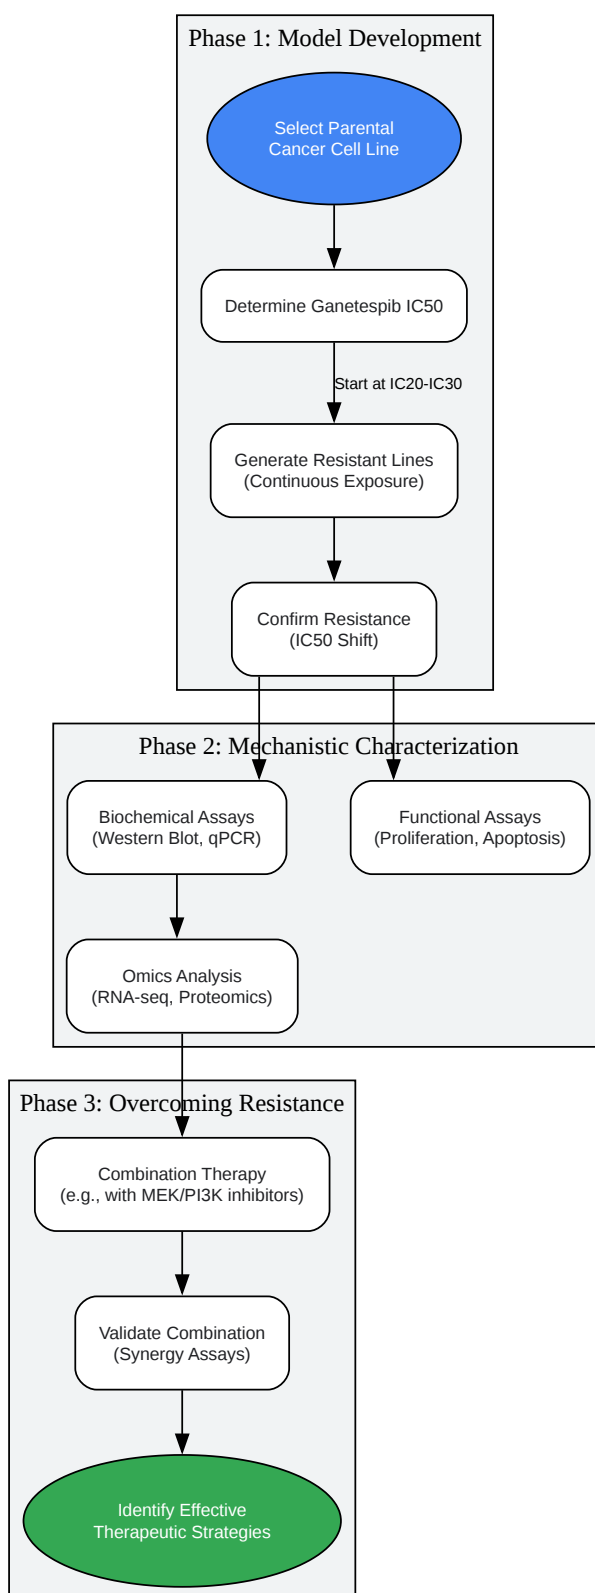 Phase 1: Model Development
Select Parental
Cancer Cell Line
Determine Ganetespib IC50
Start at IC20-IC30
Generate Resistant Lines
(Continuous Exposure)
Confirm Resistance
(IC50 Shift)
Phase 2: Mechanistic Characterization
Biochemical Assays
(Western Blot, qPCR)
Functional Assays
(Proliferation, Apoptosis)
Omics Analysis
(RNA-seq, Proteomics)
Phase 3: Overcoming Resistance
Combination Therapy
(e.g., with MEK/PI3K inhibitors)
Validate Combination
(Synergy Assays)
Identify Effective
Therapeutic Strategies